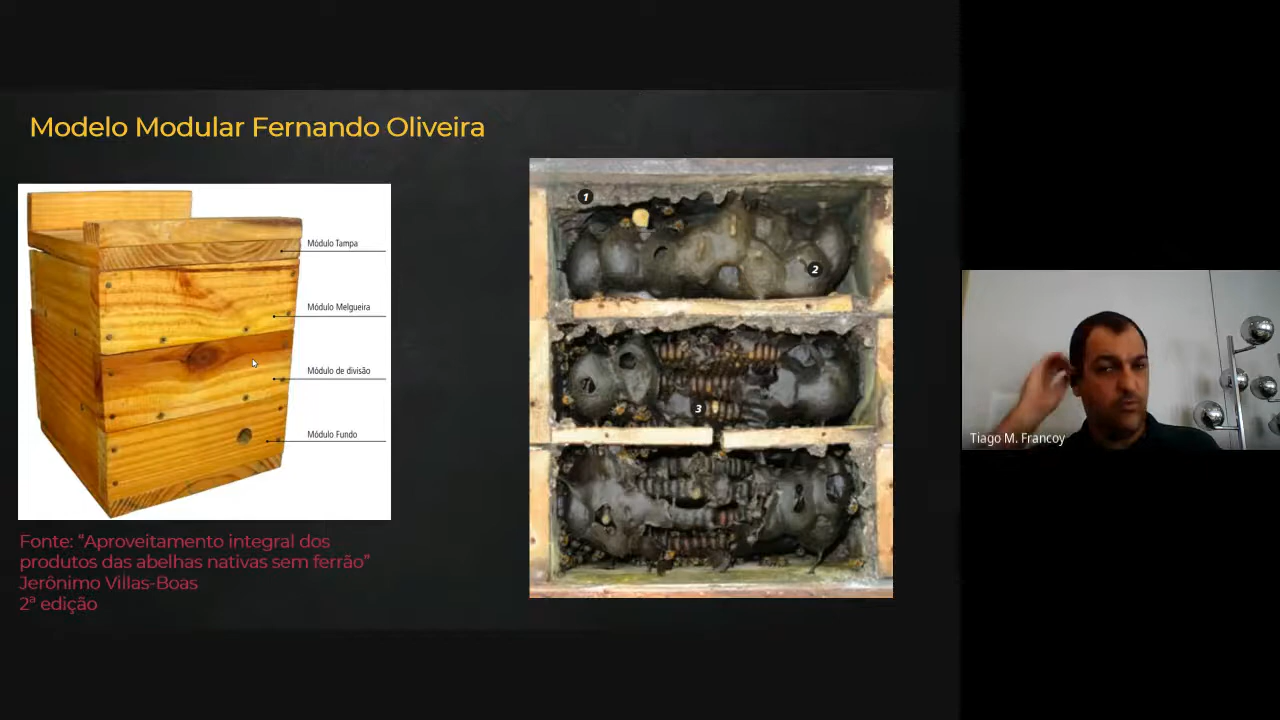 Modelo Modular Fernando Oliveira
Módulo Tampa
Módulo Melgueira
Módulo de divisão
Módulo Fundo
1
2
3
Fonte: “Aproveitamento integral dos
produtos das abelhas nativas sem ferrão”
Jerônimo Villas-Boas
2ª edição
Tiago M. Francoy